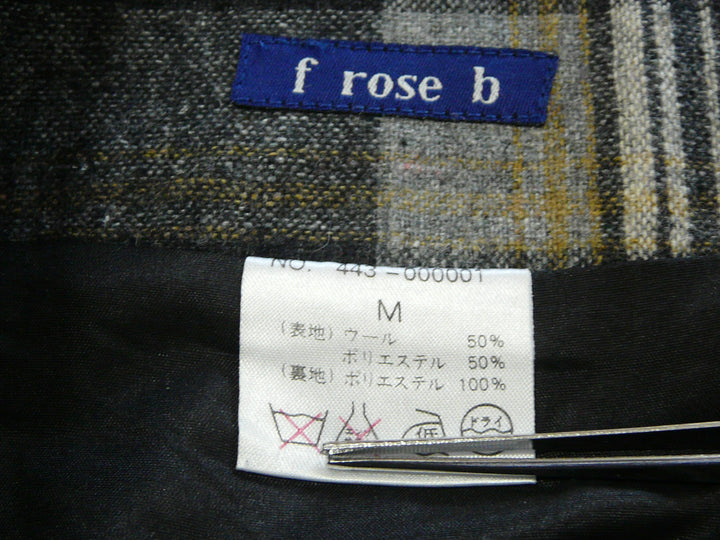 f rose b
NO. 443-000001
M
(表地) ウール 50%
ポリエステル 50%
(裏地) ポリエステル 100%
低 ドライ